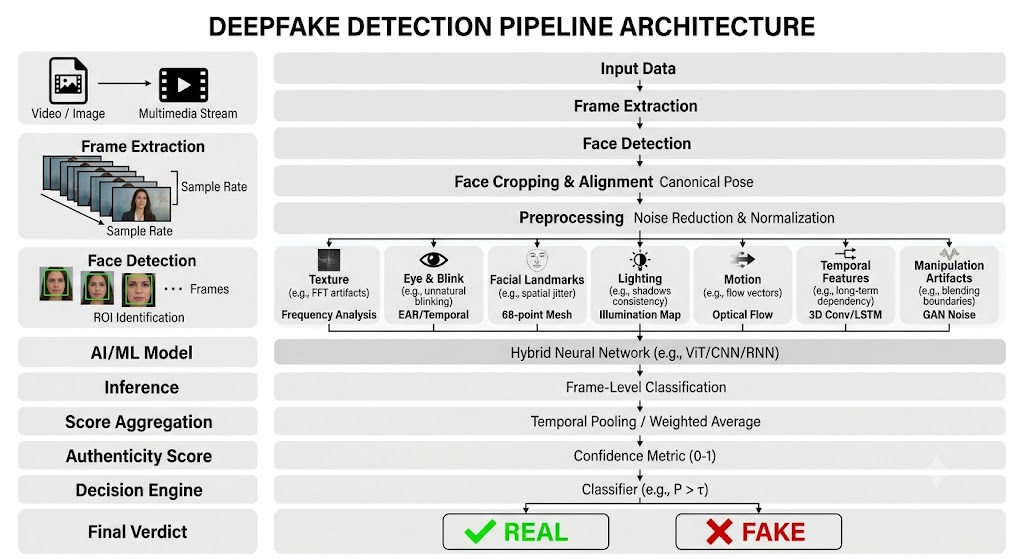 DEEPFAKE DETECTION PIPELINE ARCHITECTURE
Video / Image
Multimedia Stream
Frame Extraction
Sample Rate
Sample Rate
Face Detection
··· Frames
ROI Identification
AI/ML Model
Inference
Score Aggregation
Authenticity Score
Decision Engine
Final Verdict
Input Data
Frame Extraction
Face Detection
Face Cropping & Alignment Canonical Pose
Preprocessing Noise Reduction & Normalization
Texture
(e.g., FFT artifacts)
Frequency Analysis
Eye & Blink
(e.g., unnatural
blinking)
EAR/Temporal
Facial Landmarks
(e.g., spatial jitter)
68-point Mesh
Lighting
(e.g., shadows
consistency)
Illumination Map
Motion
(e.g., flow vectors)
Optical Flow
Temporal
Features
(e.g., long-term
dependency)
3D Conv/LSTM
Manipulation
Artifacts
(e.g., blending
boundaries)
GAN Noise
Hybrid Neural Network (e.g., ViT/CNN/RNN)
Frame-Level Classification
Temporal Pooling / Weighted Average
Confidence Metric (0-1)
Classifier (e.g., P > τ)
REAL
FAKE